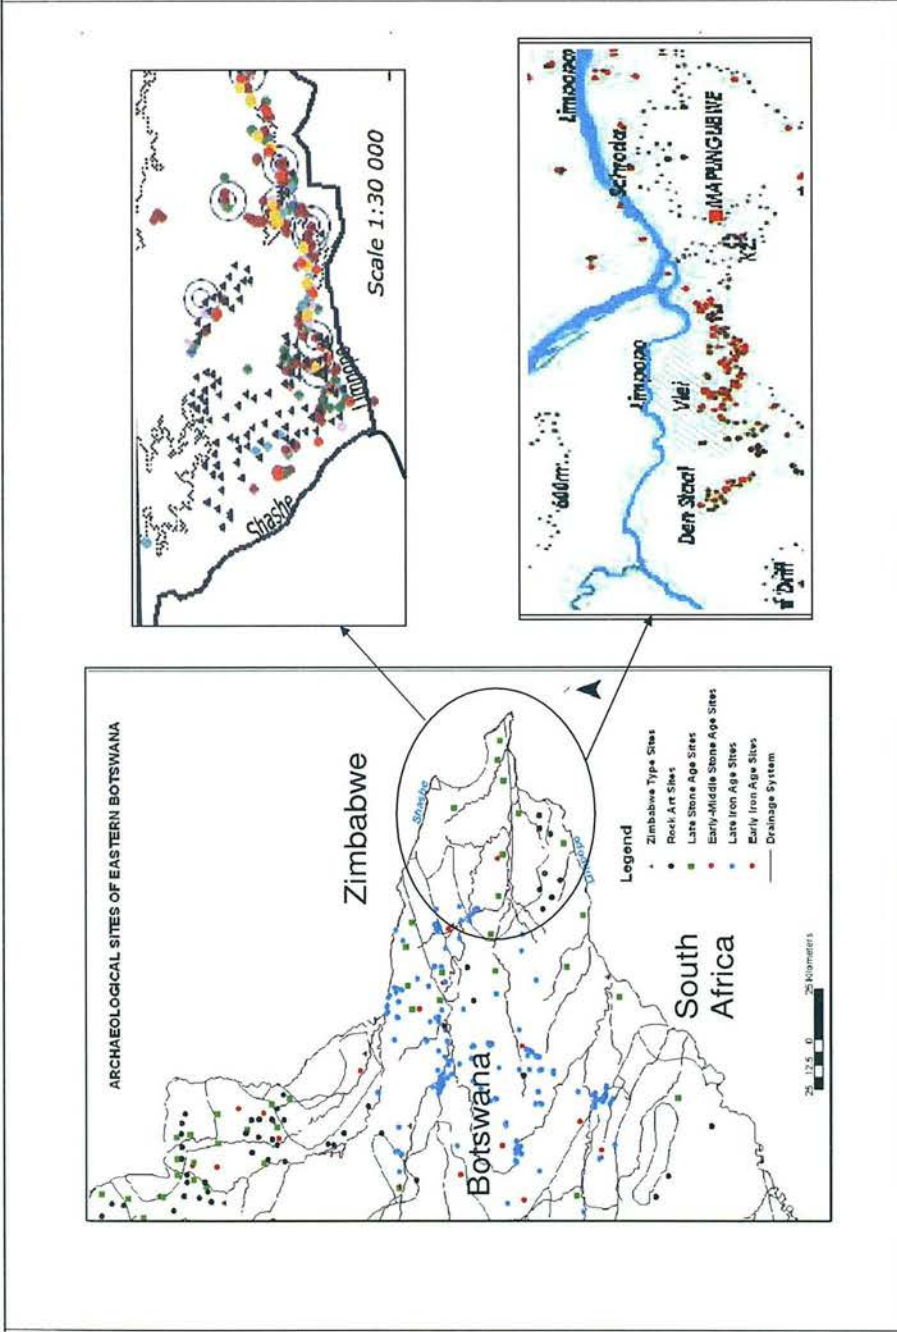 ARCHAEOLOGICAL SITES OF EASTERN BOTSWANA
Zimbabwe
Shashe
Botswana
South
Africa
Limpopo
Legend
Zimbabwe Type Sites
Rock Art Sites
Late Stone Age Sites
Early-Middle Stone Age Sites
Late Iron Age Sites
Early Iron Age Sites
Drainage System
25 12.5 0 25 Kilometers
Shashe
Limpopo
Scale 1:30 000
600m
Limpopo
Limpopo
Schroda
Den Staat
Vlei
MAPUNGUBWE
K2
Drift